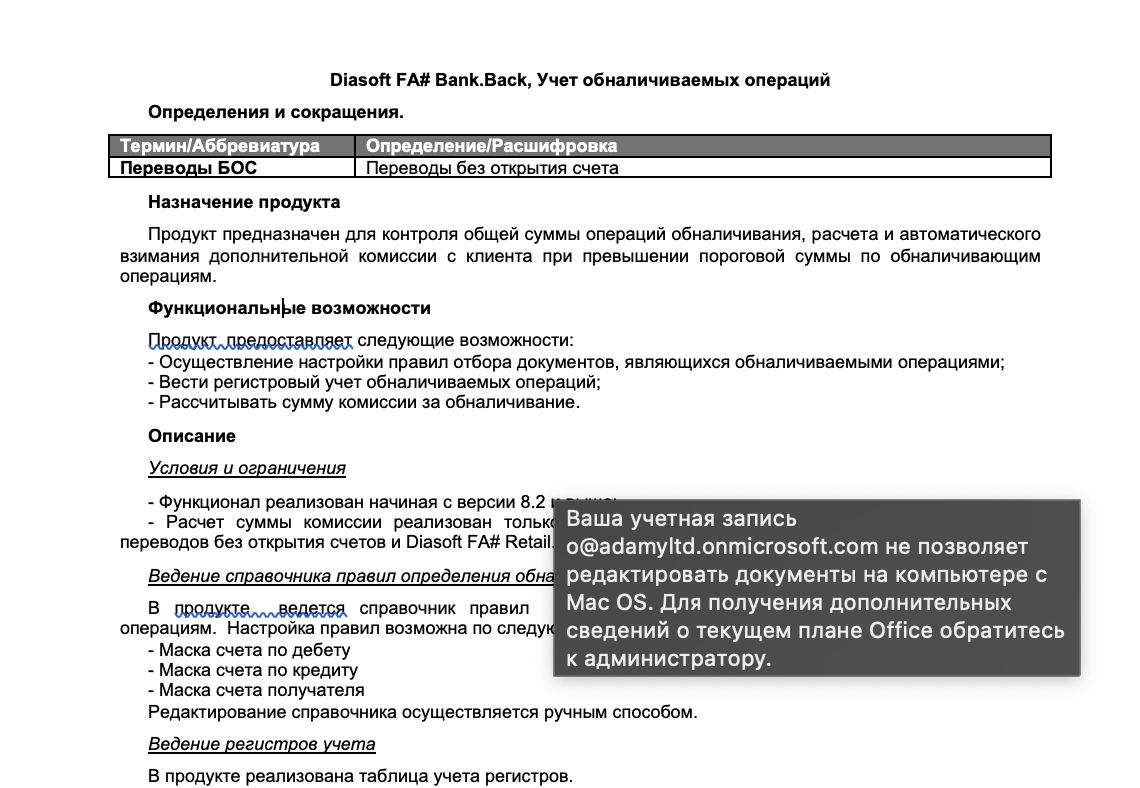 Diasoft FA# Bank.Back, Учет обналичиваемых операций
Определения и сокращения.
Термин/Аббревиатура Определение/Расшифровка
Переводы БОС Переводы без открытия счета
Назначение продукта
Продукт предназначен для контроля общей суммы операций обналичивания, расчета и автоматического
взимания дополнительной комиссии с клиента при превышении пороговой суммы по обналичивающим
операциям.
Функциональные возможности
Продукт предоставляет следующие возможности:
- Осуществление настройки правил отбора документов, являющихся обналичиваемыми операциями;
- Вести регистровый учет обналичиваемых операций;
- Рассчитывать сумму комиссии за обналичивание.
Описание
Условия и ограничения
- Функционал реализован начиная с версии 8.2
- Расчет суммы комиссии реализован только
переводов без открытия счетов и Diasoft FA# Retail.
Ведение справочника правил определения обна
В продукте ведется справочник правил
операциям. Настройка правил возможна по следую
- Маска счета по дебету
- Маска счета по кредиту
- Маска счета получателя
Редактирование справочника осуществляется ручным способом.
Ведение регистров учета
В продукте реализована таблица учета регистров.
Ваша учетная запись
o@adamyltd.onmicrosoft.com не позволяет
редактировать документы на компьютере с
Mac OS. Для получения дополнительных
сведений о текущем плане Office обратитесь
к администратору.